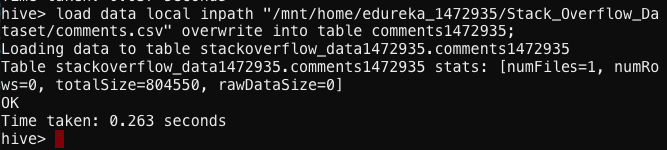 hive> load data local inpath "/mnt/home/edureka_1472935/Stack_Overflow_Da
taset/comments.csv" overwrite into table comments1472935;
Loading data to table stackoverflow_data1472935.comments1472935
Table stackoverflow_data1472935.comments1472935 stats: [numFiles=1, numRo
ws=0, totalSize=804550, rawDataSize=0]
OK
Time taken: 0.263 seconds
hive>